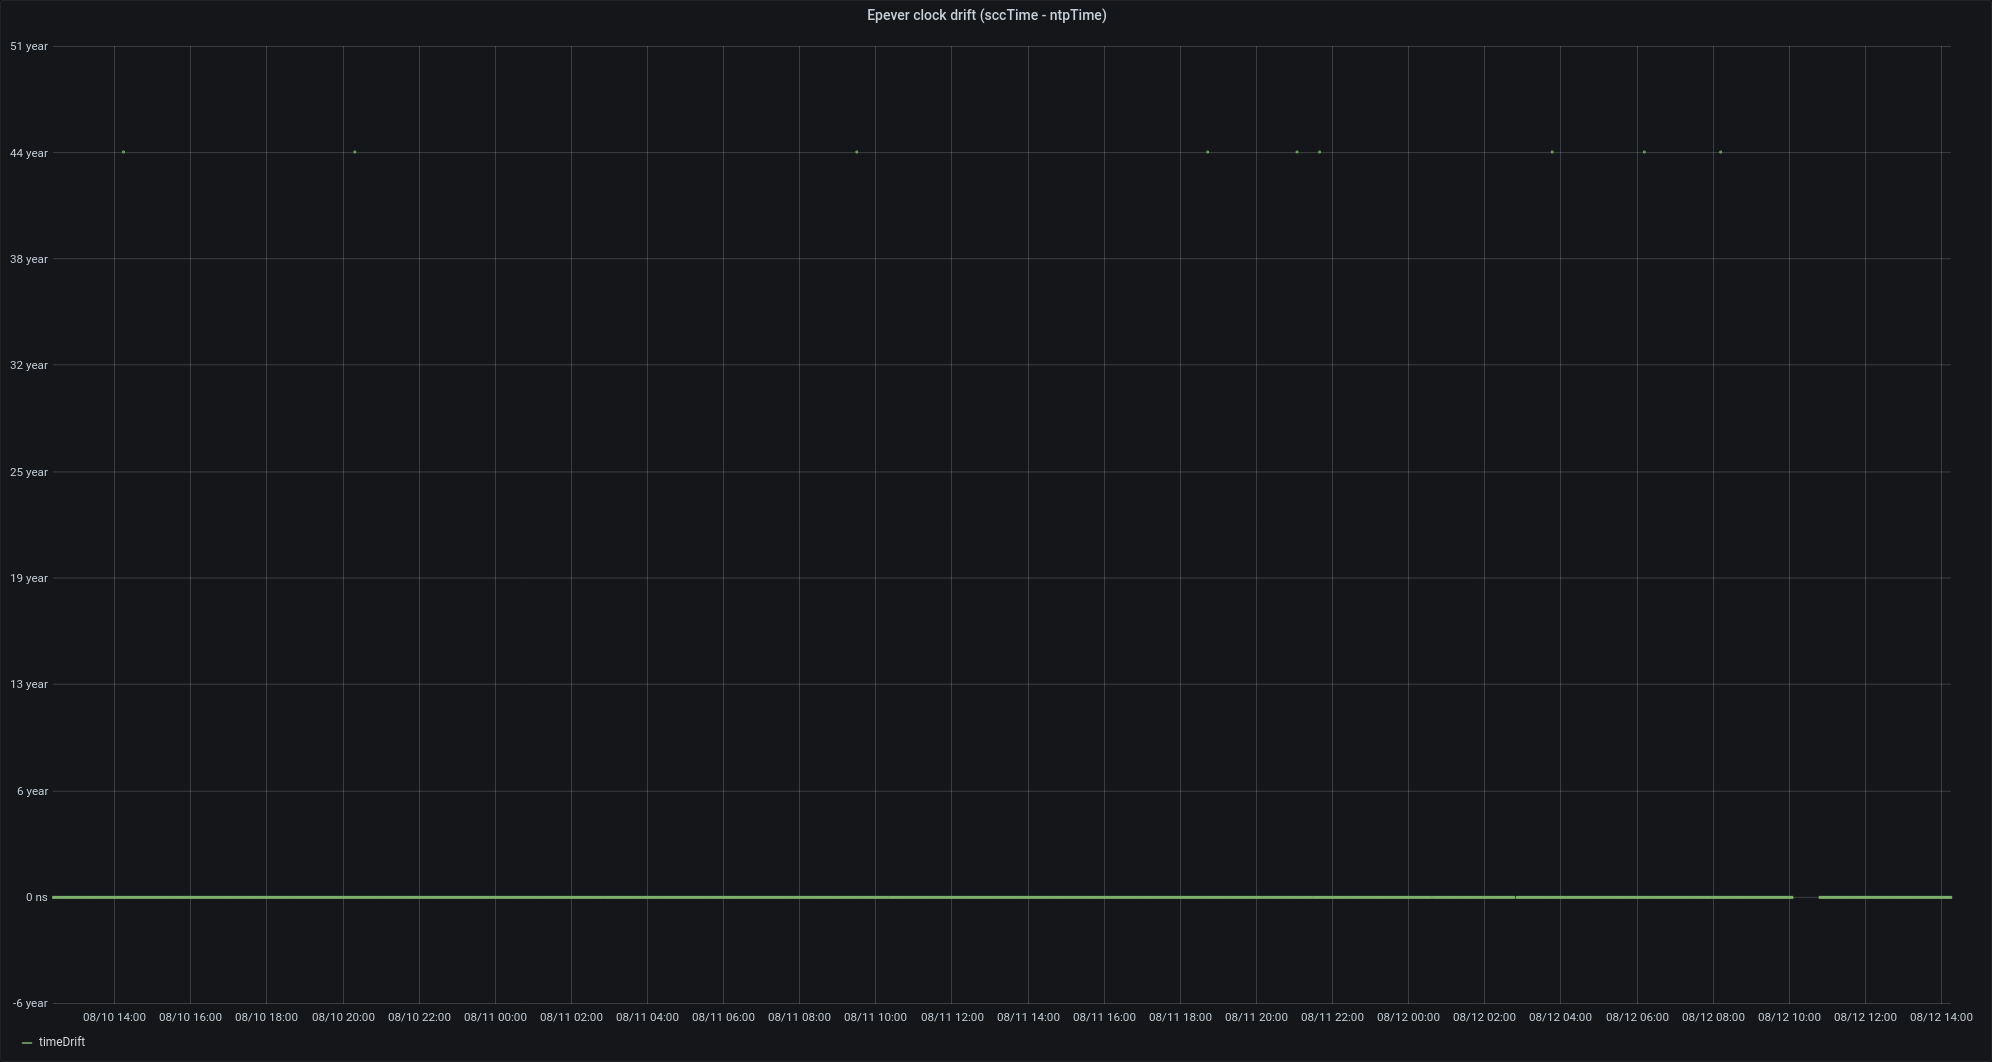 Epever clock drift (sccTime - ntpTime)
51 year
44 year
38 year
32 year
25 year
19 year
13 year
6 year
0 ns
-6 year
08/10 14:00 08/10 16:00 08/10 18:00 08/10 20:00 08/10 22:00 08/11 00:00 08/11 02:00 08/11 04:00 08/11 06:00 08/11 08:00 08/11 10:00 08/11 12:00 08/11 14:00 08/11 16:00 08/11 18:00 08/11 20:00 08/11 22:00 08/12 00:00 08/12 02:00 08/12 04:00 08/12 06:00 08/12 08:00 08/12 10:00 08/12 12:00 08/12 14:00
timeDrift